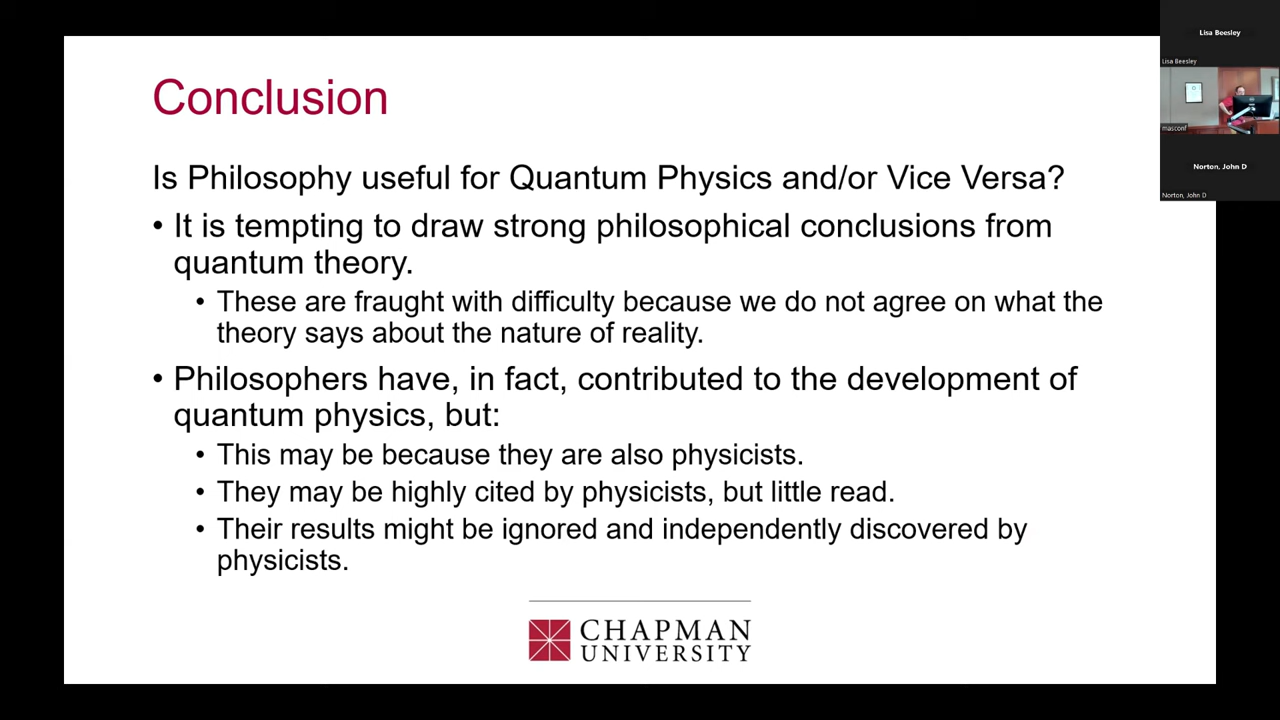 Conclusion
Is Philosophy useful for Quantum Physics and/or Vice Versa?
• It is tempting to draw strong philosophical conclusions from
quantum theory.
• These are fraught with difficulty because we do not agree on what the
theory says about the nature of reality.
• Philosophers have, in fact, contributed to the development of
quantum physics, but:
• This may be because they are also physicists.
• They may be highly cited by physicists, but little read.
• Their results might be ignored and independently discovered by
physicists.
CHAPMAN
UNIVERSITY
Lisa Beesley
Lisa Beesley
masconf
Norton, John D
Norton, John D